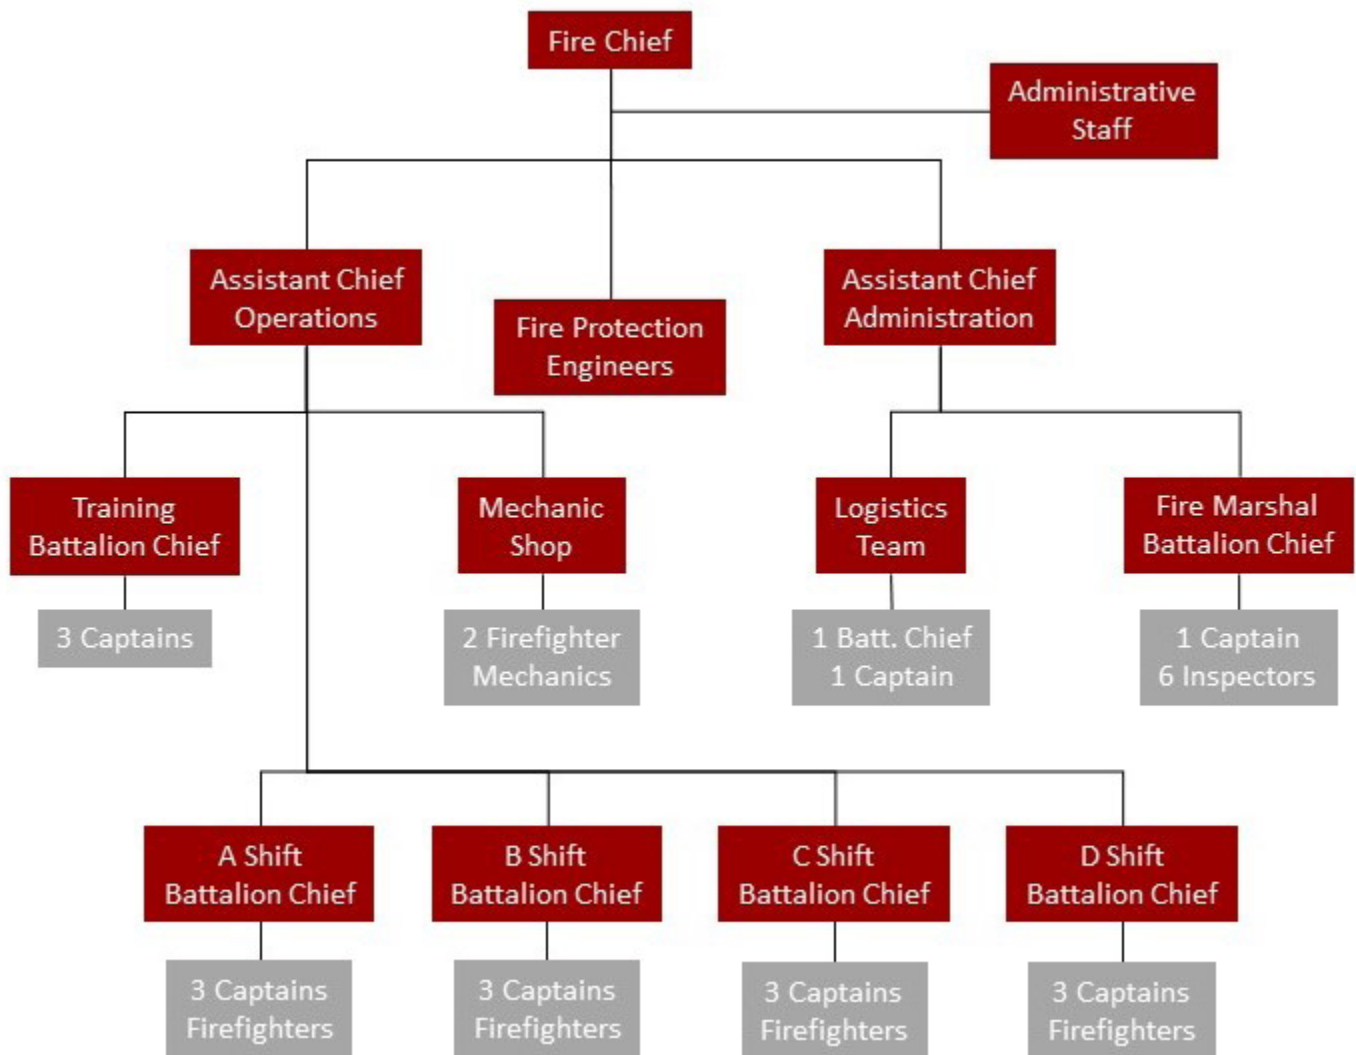 Fire Chief
Administrative
Staff
Assistant Chief
Operations
Fire Protection
Engineers
Assistant Chief
Administration
Training
Battalion Chief
Mechanic
Shop
Logistics
Team
Fire Marshal
Battalion Chief
3 Captains
2 Firefighter
Mechanics
1 Batt. Chief
1 Captain
1 Captain
6 Inspectors
A Shift
Battalion Chief
B Shift
Battalion Chief
C Shift
Battalion Chief
D Shift
Battalion Chief
3 Captains
Firefighters
3 Captains
Firefighters
3 Captains
Firefighters
3 Captains
Firefighters